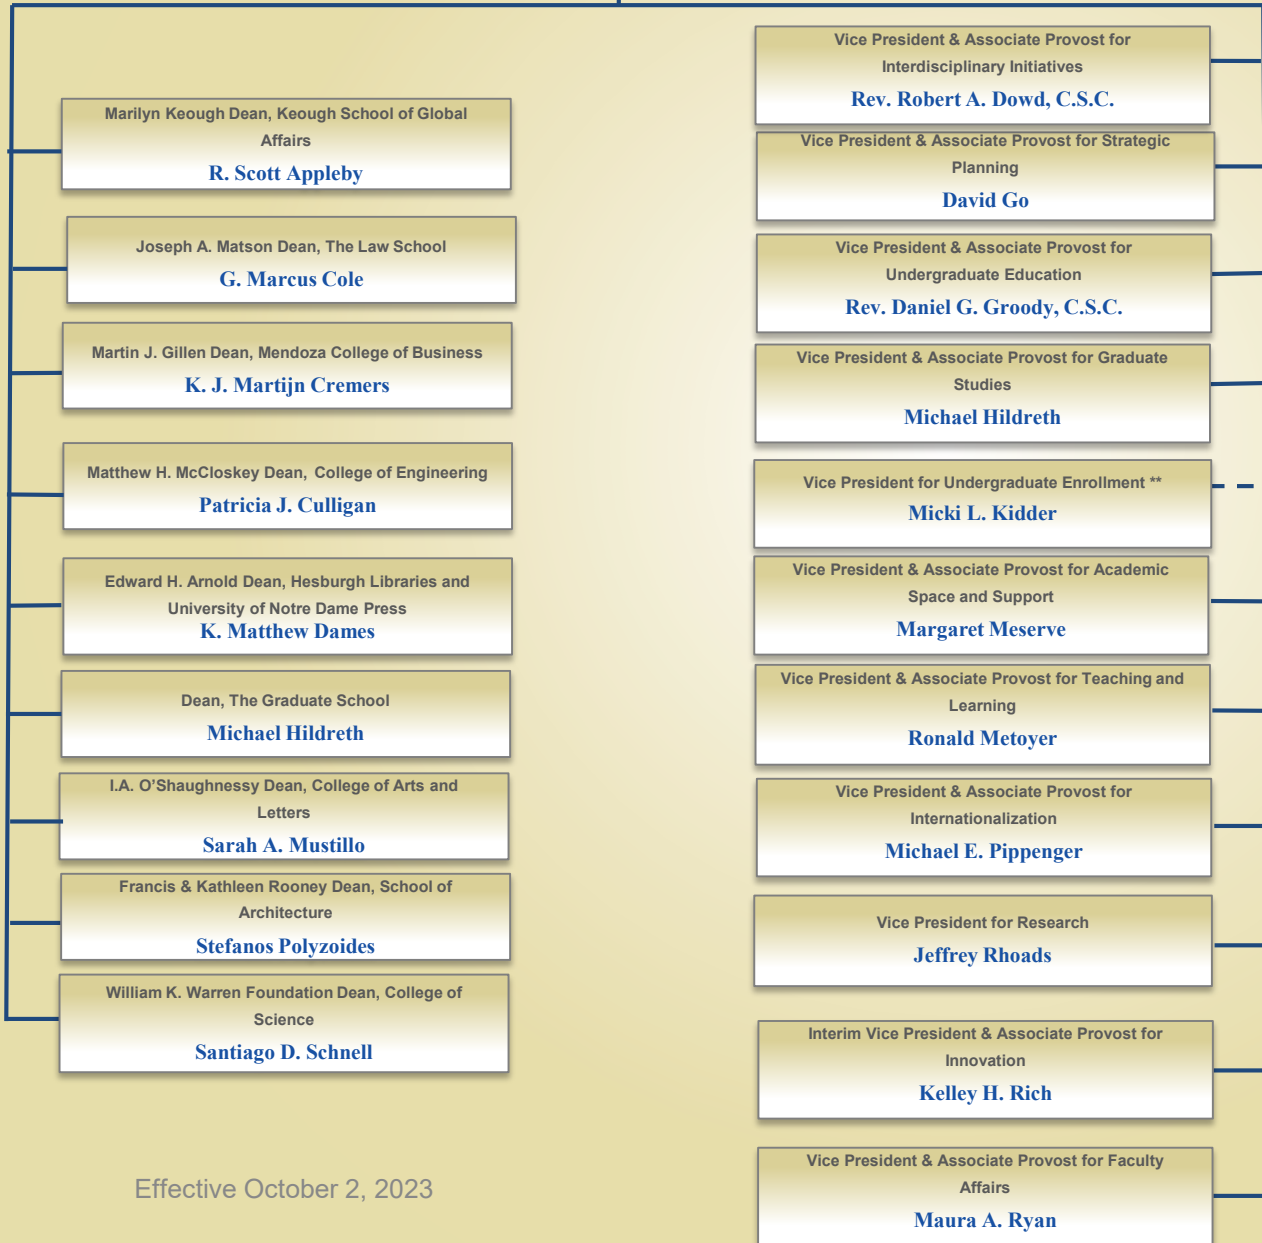 Marilyn Keough Dean, Keough School of Global
Affairs
R. Scott Appleby
Joseph A. Matson Dean, The Law School
G. Marcus Cole
Martin J. Gillen Dean, Mendoza College of Business
K. J. Martijn Cremers
Matthew H. McCloskey Dean, College of Engineering
Patricia J. Culligan
Edward H. Arnold Dean, Hesburgh Libraries and
University of Notre Dame Press
K. Matthew Dames
Dean, The Graduate School
Michael Hildreth
I.A. O’Shaughnessy Dean, College of Arts and
Letters
Sarah A. Mustillo
Francis & Kathleen Rooney Dean, School of
Architecture
Stefanos Polyzoides
William K. Warren Foundation Dean, College of
Science
Santiago D. Schnell
Effective October 2, 2023
Vice President & Associate Provost for
Interdisciplinary Initiatives
Rev. Robert A. Dowd, C.S.C.
Vice President & Associate Provost for Strategic
Planning
David Go
Vice President & Associate Provost for
Undergraduate Education
Rev. Daniel G. Groody, C.S.C.
Vice President & Associate Provost for Graduate
Studies
Michael Hildreth
Vice President for Undergraduate Enrollment **
Micki L. Kidder
Vice President & Associate Provost for Academic
Space and Support
Margaret Meserve
Vice President & Associate Provost for Teaching and
Learning
Ronald Metoyer
Vice President & Associate Provost for
Internationalization
Michael E. Pippenger
Vice President for Research
Jeffrey Rhoads
Interim Vice President & Associate Provost for
Innovation
Kelley H. Rich
Vice President & Associate Provost for Faculty
Affairs
Maura A. Ryan